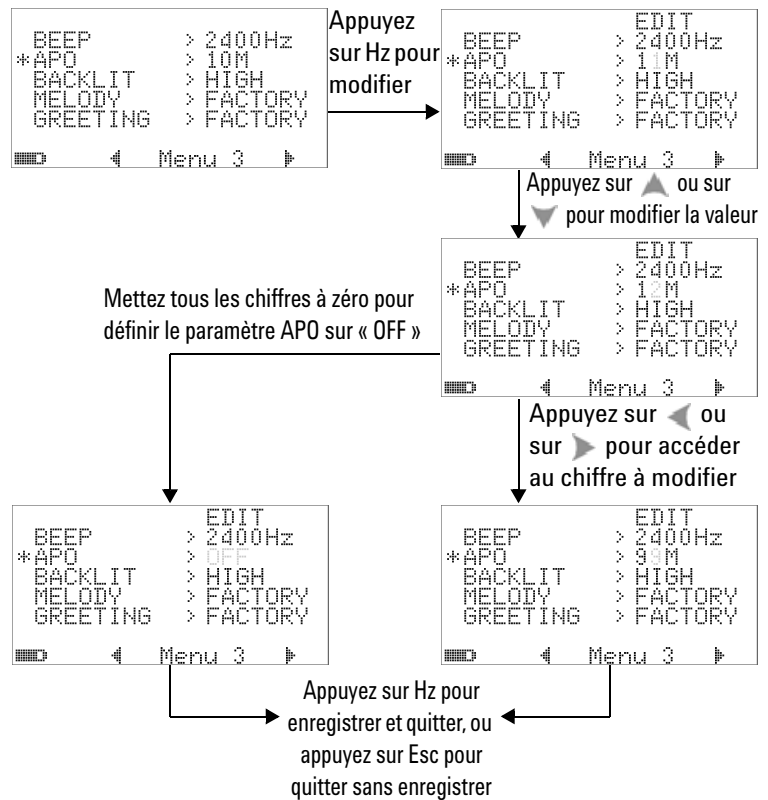 BEEP > 2400Hz
*APO > 10M
BACKLIT > HIGH
MELODY > FACTORY
GREETING > FACTORY
Menu 3
Appuyez
sur Hz pour
modifier
EDIT
BEEP > 2400Hz
*APO > 11M
BACKLIT > HIGH
MELODY > FACTORY
GREETING > FACTORY
Menu 3
Appuyez sur ▲ ou sur
▼ pour modifier la valeur
EDIT
BEEP > 2400Hz
*APO > 12M
BACKLIT > HIGH
MELODY > FACTORY
GREETING > FACTORY
Menu 3
Mettez tous les chiffres à zéro pour
définir le paramètre APO sur « OFF »
Appuyez sur ◀ ou
sur ▶ pour accéder
au chiffre à modifier
EDIT
BEEP > 2400Hz
*APO > OFF
BACKLIT > HIGH
MELODY > FACTORY
GREETING > FACTORY
Menu 3
EDIT
BEEP > 2400Hz
*APO > 99M
BACKLIT > HIGH
MELODY > FACTORY
GREETING > FACTORY
Menu 3
Appuyez sur Hz pour
enregistrer et quitter, ou
appuyez sur Esc pour
quitter sans enregistrer